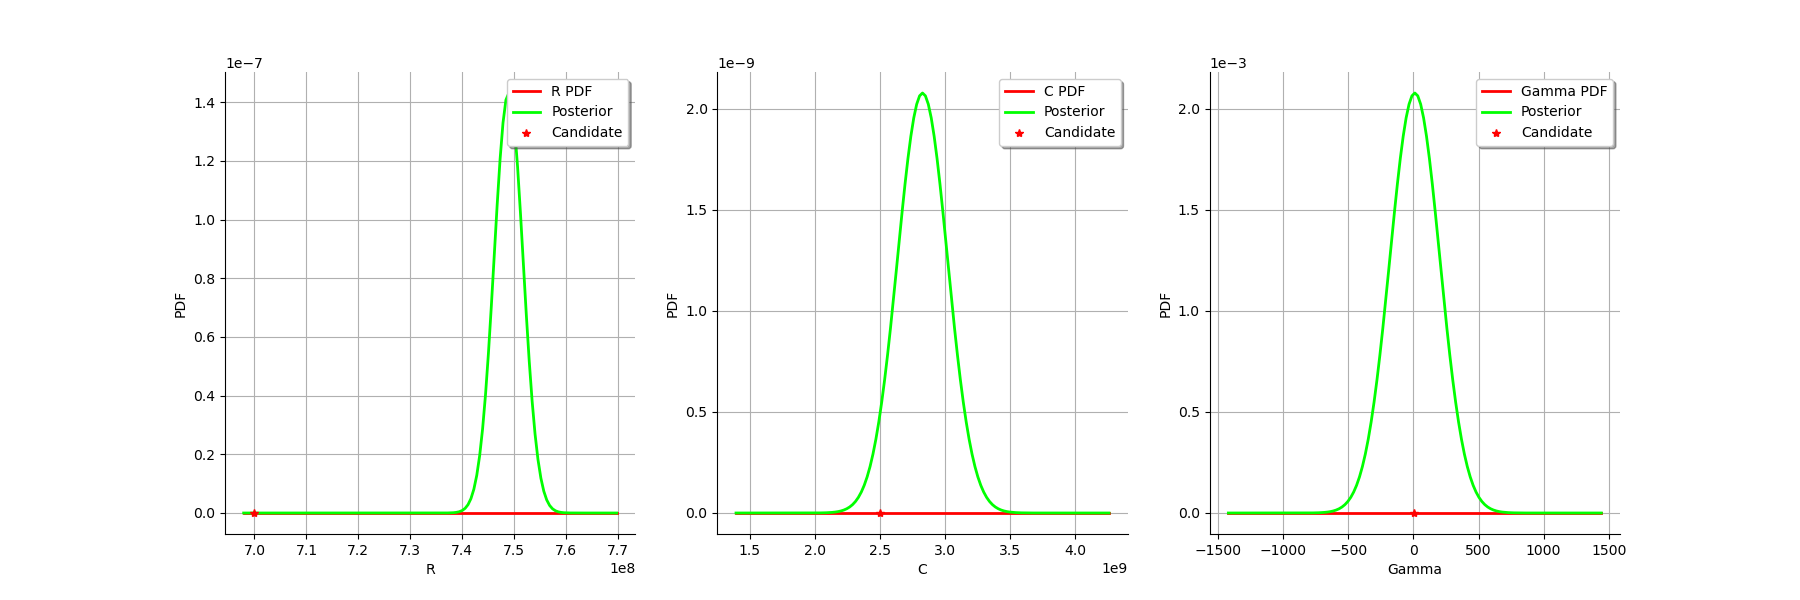 1e−7
1.4
1.2
1.0
0.8
0.6
0.4
0.2
0.0
PDF
7.0 7.1 7.2 7.3 7.4 7.5 7.6 7.7
1e8
R
R PDF
Posterior
Candidate
1e−9
2.0
1.5
1.0
0.5
0.0
PDF
1.5 2.0 2.5 3.0 3.5 4.0
1e9
C
C PDF
Posterior
Candidate
1e−3
2.0
1.5
1.0
0.5
0.0
PDF
−1500 −1000 −500 0 500 1000 1500
Gamma
Gamma PDF
Posterior
Candidate